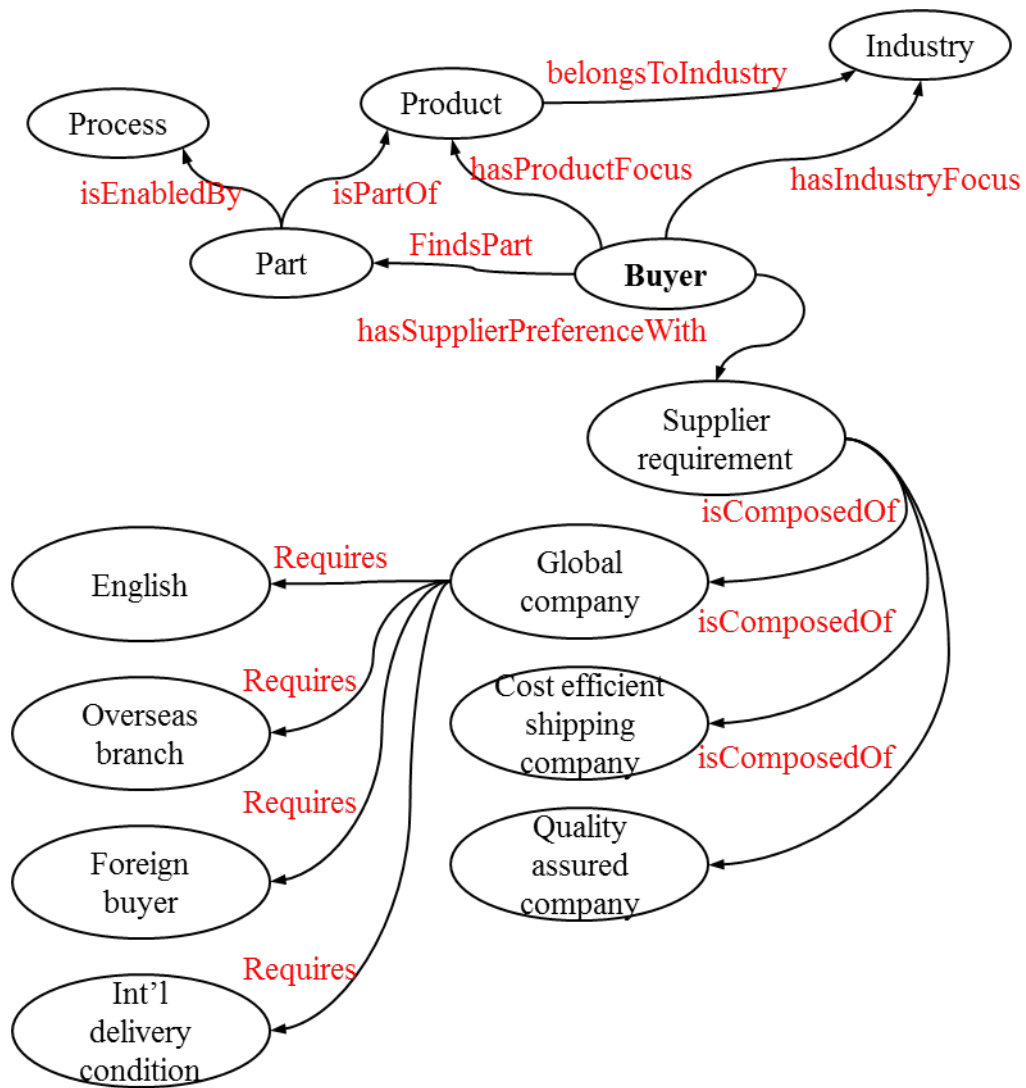 Industry
belongsToIndustry
Product
Process
hasProductFocus
hasIndustryFocus
isEnabledBy
isPartOf
FindsPart
Part
Buyer
hasSupplierPreferenceWith
Supplier
requirement
isComposedOf
Requires
Global
company
English
isComposedOf
Requires
Cost efficient
shipping
company
Overseas
branch
isComposedOf
Requires
Quality
assured
company
Foreign
buyer
Requires
Int’l
delivery
condition